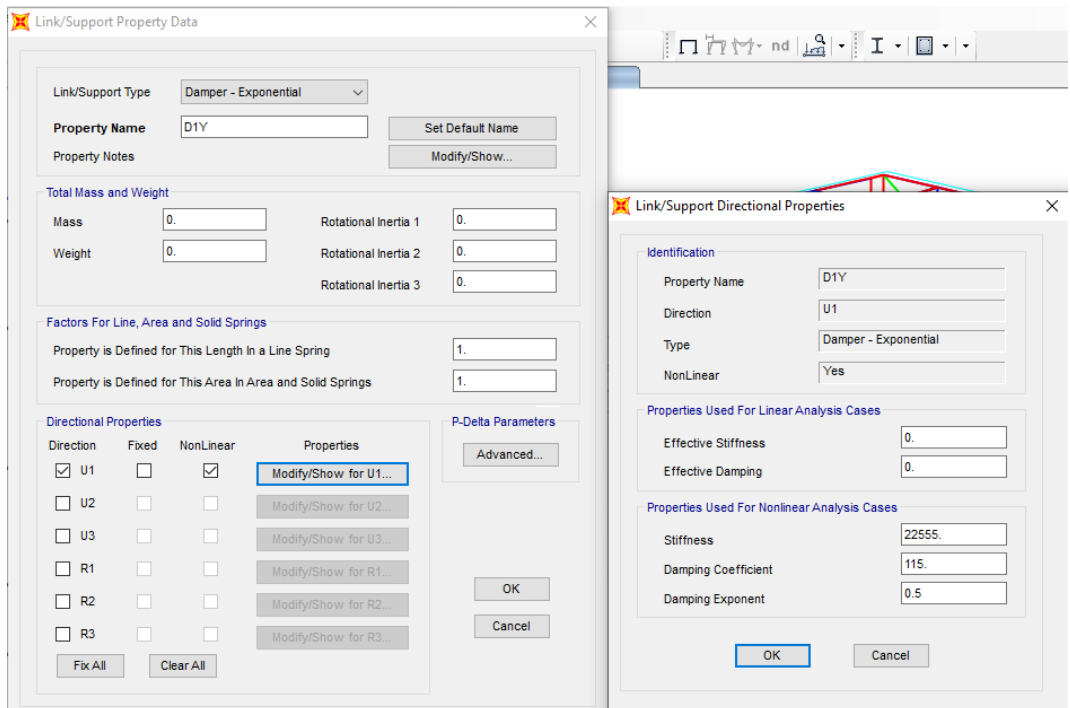 Link/Support Property Data
Link/Support Type Damper - Exponential
Property Name D1Y Set Default Name
Property Notes Modify/Show...
Total Mass and Weight
Mass 0. Rotational Inertia 1 0.
Weight 0. Rotational Inertia 2 0.
Rotational Inertia 3 0.
Factors For Line, Area and Solid Springs
Property is Defined for This Length In a Line Spring 1.
Property is Defined for This Area In Area and Solid Springs 1.
Directional Properties
Direction Fixed NonLinear Properties
U1 Modify/Show for U1...
U2 Modify/Show for U2...
U3 Modify/Show for U3...
R1 Modify/Show for R1...
R2 Modify/Show for R2...
R3 Modify/Show for R3...
Fix All Clear All
P-Delta Parameters
Advanced...
OK
Cancel
nd
Link/Support Directional Properties
Identification
Property Name D1Y
Direction U1
Type Damper - Exponential
NonLinear Yes
Properties Used For Linear Analysis Cases
Effective Stiffness 0.
Effective Damping 0.
Properties Used For Nonlinear Analysis Cases
Stiffness 22555.
Damping Coefficient 115.
Damping Exponent 0.5
OK Cancel